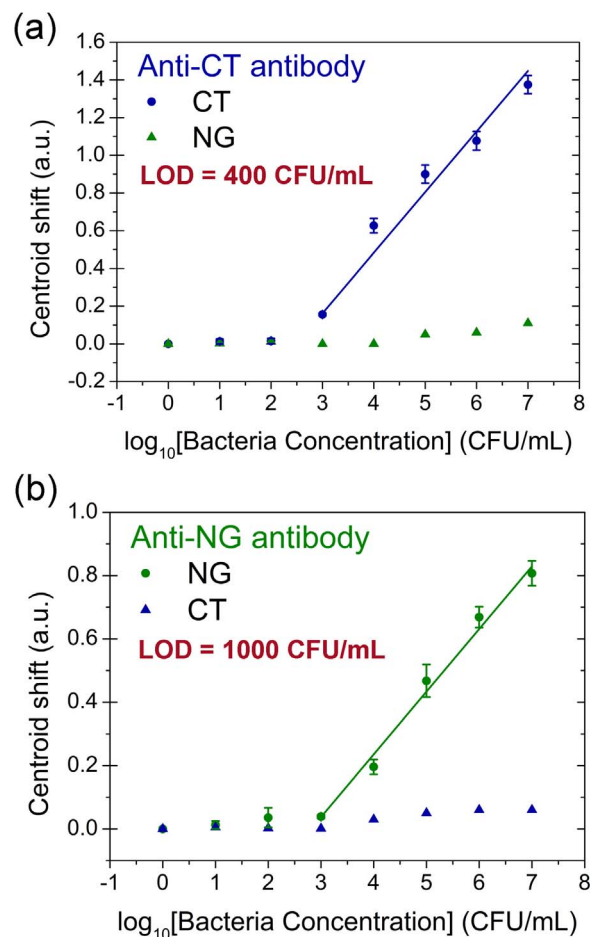 (a)
1.6
1.4
1.2
1.0
0.8
0.6
0.4
0.2
0.0
-0.2
Centroid shift (a.u.)
Anti-CT antibody
CT
NG
LOD = 400 CFU/mL
-1 0 1 2 3 4 5 6 7 8
log₁₀[Bacteria Concentration] (CFU/mL)
(b)
1.0
0.8
0.6
0.4
0.2
0.0
Centroid shift (a.u.)
Anti-NG antibody
NG
CT
LOD = 1000 CFU/mL
-1 0 1 2 3 4 5 6 7 8
log₁₀[Bacteria Concentration] (CFU/mL)